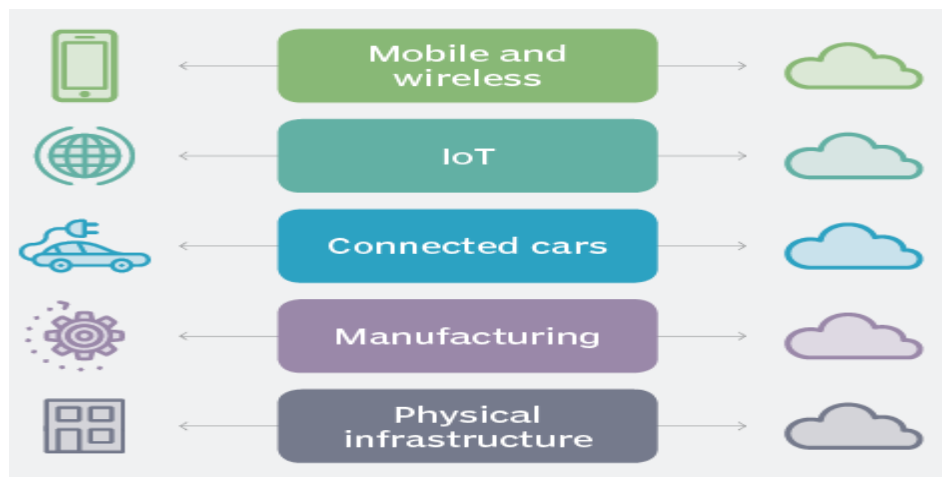 Mobile and
wireless
IoT
Connected cars
Manufacturing
Physical
infrastructure